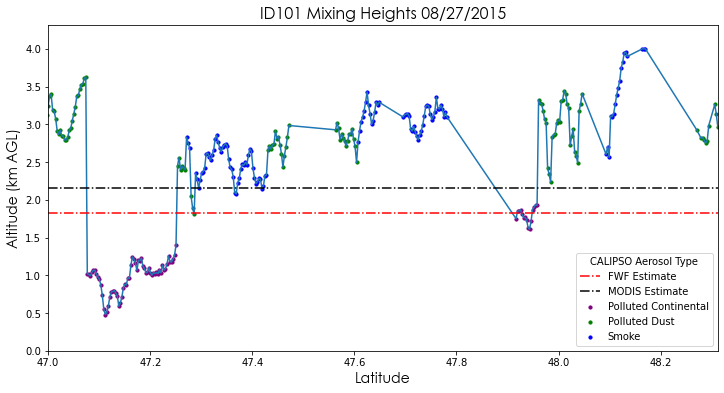 ID101 Mixing Heights 08/27/2015
Altitude (km AGL)
4.0
3.5
3.0
2.5
2.0
1.5
1.0
0.5
0.0
CALIPSO Aerosol Type
FWF Estimate
MODIS Estimate
Polluted Continental
Polluted Dust
Smoke
47.0 47.2 47.4 47.6 47.8 48.0 48.2
Latitude